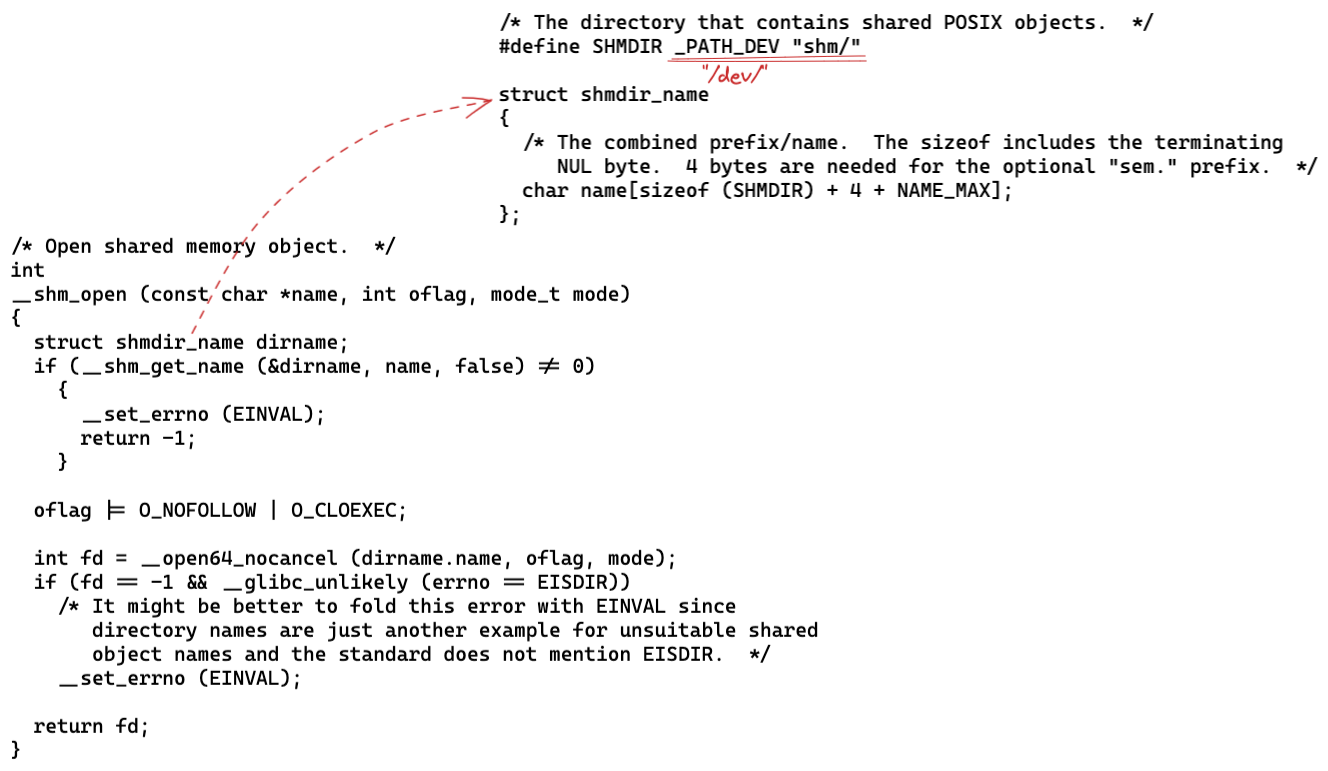 /* The directory that contains shared POSIX objects.  */
#define SHMDIR _PATH_DEV "shm/"
"/dev/"
struct shmdir_name
{
  /* The combined prefix/name.  The sizeof includes the terminating
     NUL byte.  4 bytes are needed for the optional "sem." prefix.  */
  char name[sizeof (SHMDIR) + 4 + NAME_MAX];
};
/* Open shared memory object.  */
int
__shm_open (const char *name, int oflag, mode_t mode)
{
  struct shmdir_name dirname;
  if (__shm_get_name (&dirname, name, false) != 0)
    {
      __set_errno (EINVAL);
      return -1;
    }
  oflag |= O_NOFOLLOW | O_CLOEXEC;
  int fd = __open64_nocancel (dirname.name, oflag, mode);
  if (fd == -1 && __glibc_unlikely (errno == EISDIR))
    /* It might be better to fold this error with EINVAL since
       directory names are just another example for unsuitable shared
       object names and the standard does not mention EISDIR.  */
    __set_errno (EINVAL);
  return fd;
}